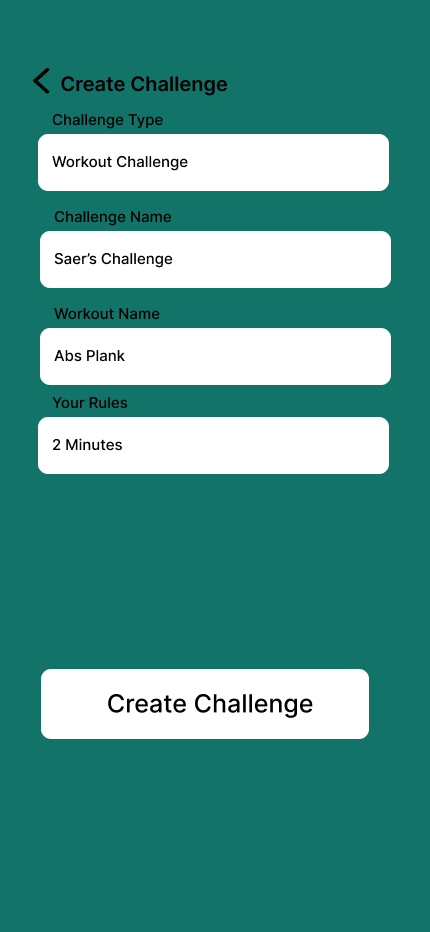 Create Challenge
Challenge Type
Workout Challenge
Challenge Name
Saer’s Challenge
Workout Name
Abs Plank
Your Rules
2 Minutes
Create Challenge